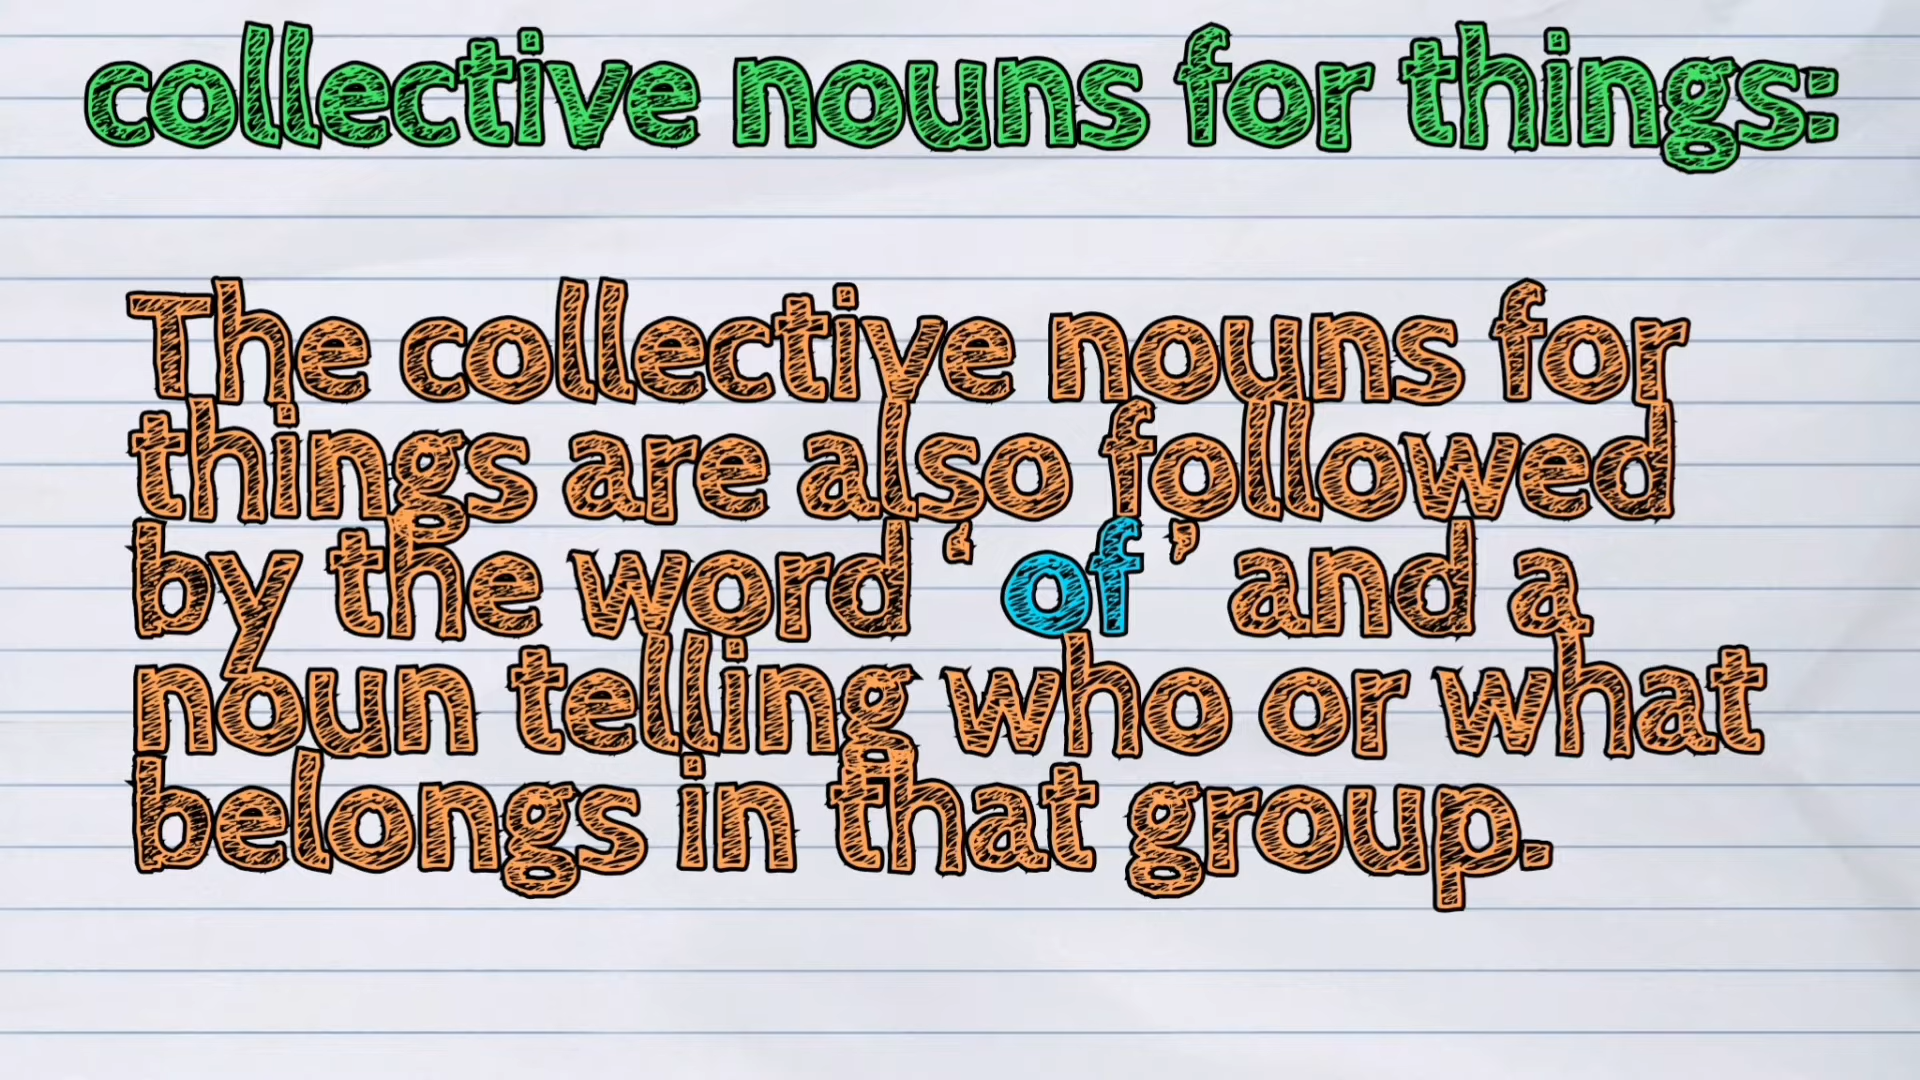 collective nouns for things:
The collective nouns for
things are also followed
by the word ‘ of ’ and a
noun telling who or what
belongs in that group.